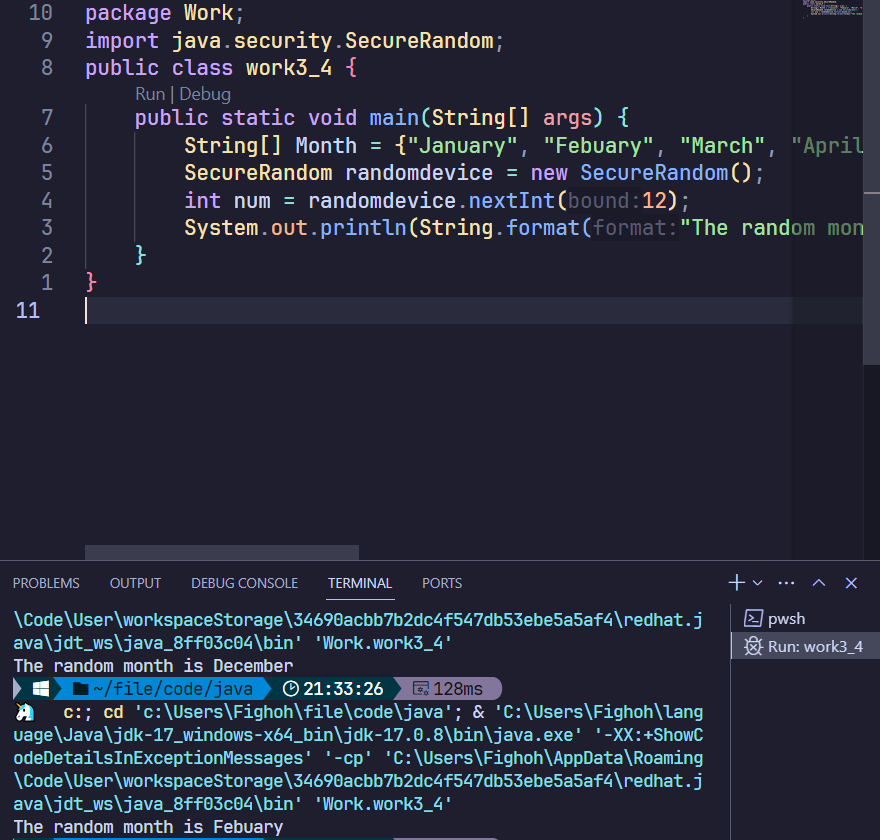 10 package Work;
9 import java.security.SecureRandom;
8 public class work3_4 {
Run | Debug
7 public static void main(String[] args) {
6 String[] Month = {"January", "Febuary", "March", "April
5 SecureRandom randomdevice = new SecureRandom();
4 int num = randomdevice.nextInt(bound:12);
3 System.out.println(String.format(format:"The random mon
2 }
1 }
11
PROBLEMS OUTPUT DEBUG CONSOLE TERMINAL PORTS
\Code\User\workspaceStorage\34690acbb7b2dc4f547db53ebe5a5af4\redhat.j
ava\jdt_ws\java_8ff03c04\bin' 'Work.work3_4'
The random month is December
~/file/code/java 21:33:26 128ms
c:; cd 'c:\Users\Fighoh\file\code\java'; & 'C:\Users\Fighoh\lang
uage\Java\jdk-17_windows-x64_bin\jdk-17.0.8\bin\java.exe' '-XX:+ShowC
odeDetailsInExceptionMessages' '-cp' 'C:\Users\Fighoh\AppData\Roaming
\Code\User\workspaceStorage\34690acbb7b2dc4f547db53ebe5a5af4\redhat.j
ava\jdt_ws\java_8ff03c04\bin' 'Work.work3_4'
The random month is Febuary
pwsh
Run: work3_4